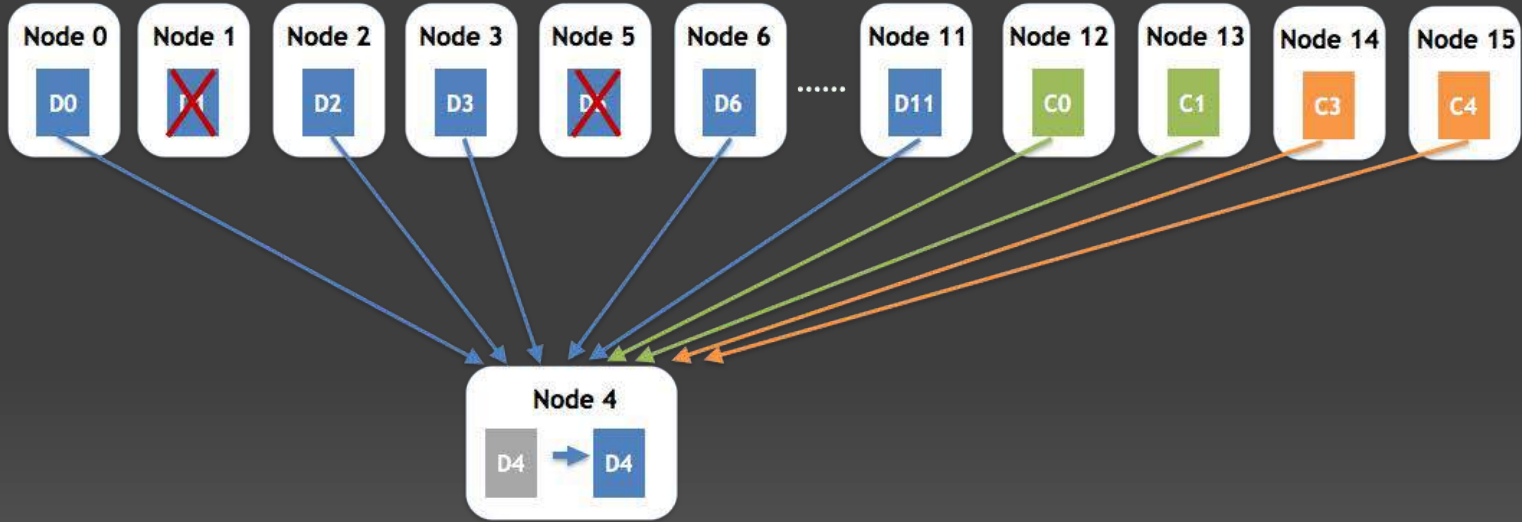 Node 0
Node 1
Node 2
Node 3
Node 5
Node 6
Node 11
Node 12
Node 13
Node 14
Node 15
D0
D2
D3
D6
......
D11
C0
C1
C3
C4
Node 4
D4
D4